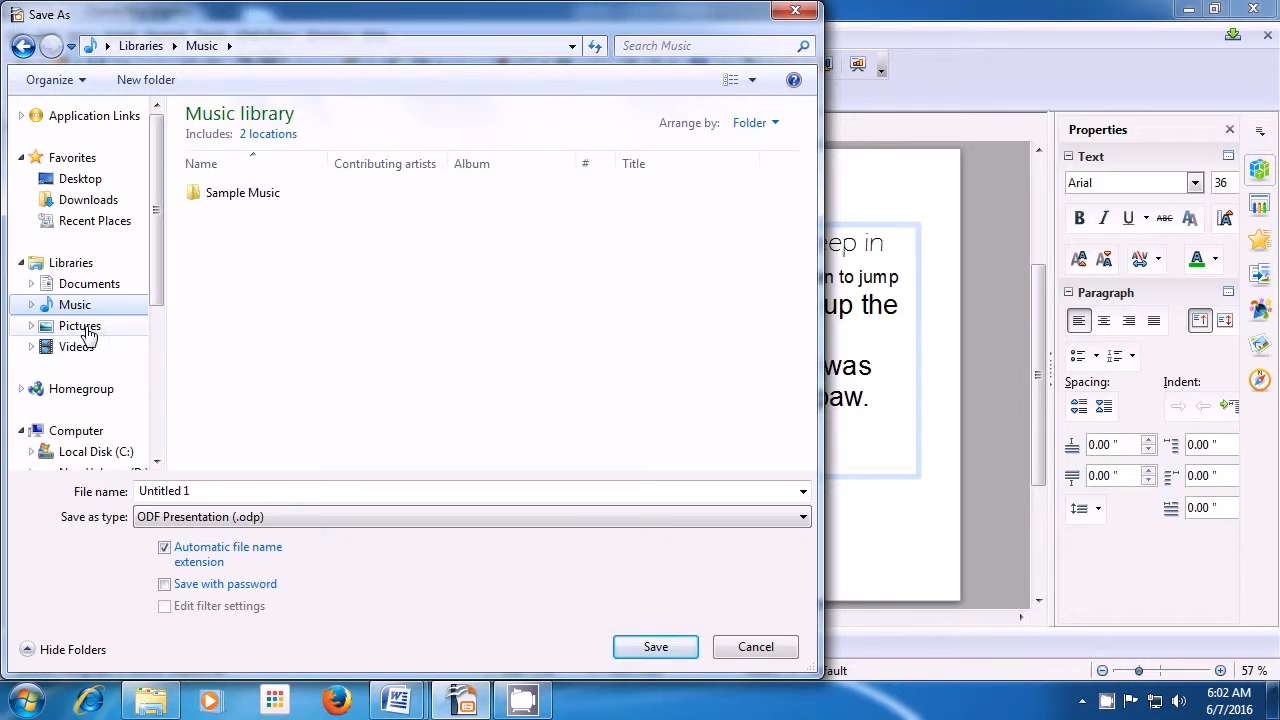 Save As
Libraries
Music
Search Music
Organize
New folder
Application Links
Favorites
Desktop
Downloads
Recent Places
Libraries
Documents
Music
Pictures
Videos
Homegroup
Computer
Local Disk (C:)
Music library
Includes: 2 locations
Arrange by: Folder
Name
Contributing artists
Album
#
Title
Sample Music
File name:
Untitled 1
Save as type:
ODF Presentation (.odp)
Automatic file name
extension
Save with password
Edit filter settings
Hide Folders
Save
Cancel
eep in
n to jump
up the
was
paw.
Properties
Text
Arial
36
B I U ABC A A
Paragraph
Spacing:
Indent:
0.00 "
0.00 "
0.00 "
0.00 "
0.00 "
57 %
6:02 AM
6/7/2016